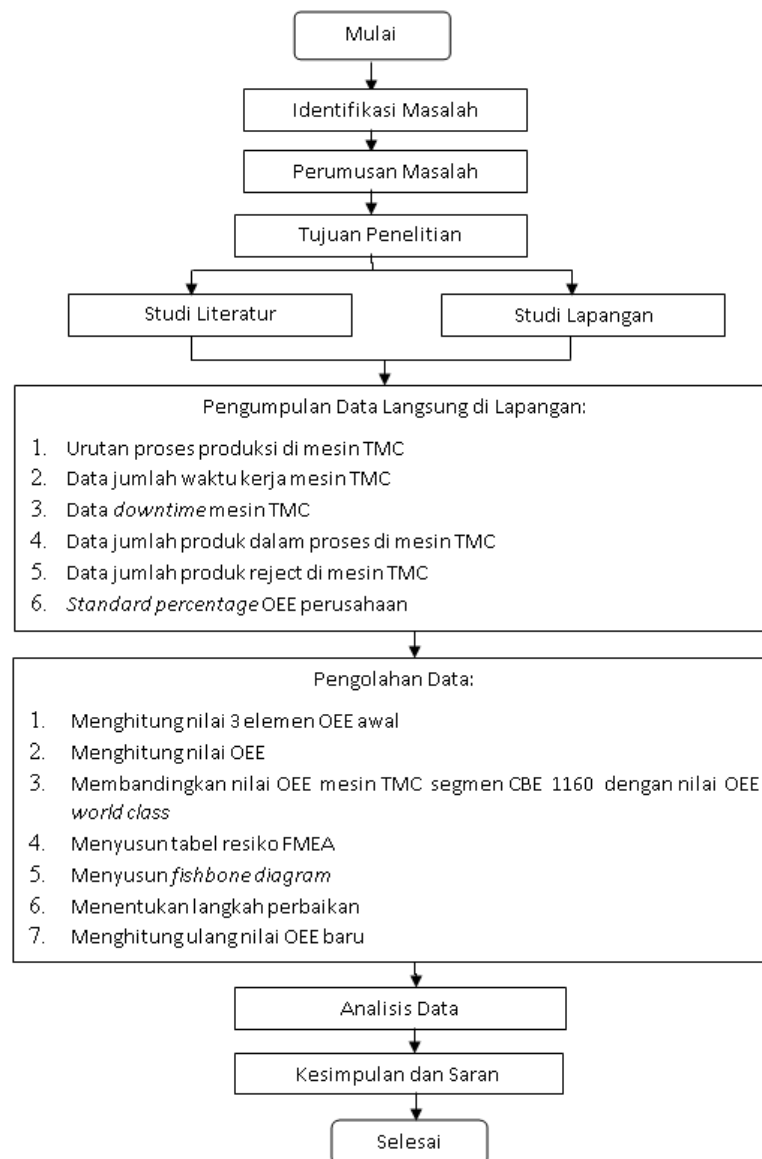 Mulai
Identifikasi Masalah
Perumusan Masalah
Tujuan Penelitian
Studi Literatur
Studi Lapangan
Pengumpulan Data Langsung di Lapangan:
1. Urutan proses produksi di mesin TMC
2. Data jumlah waktu kerja mesin TMC
3. Data downtime mesin TMC
4. Data jumlah produk dalam proses di mesin TMC
5. Data jumlah produk reject di mesin TMC
6. Standard percentage OEE perusahaan
Pengolahan Data:
1. Menghitung nilai 3 elemen OEE awal
2. Menghitung nilai OEE
3. Membandingkan nilai OEE mesin TMC segmen CBE 1160 dengan nilai OEE
world class
4. Menyusun tabel resiko FMEA
5. Menyusun fishbone diagram
6. Menentukan langkah perbaikan
7. Menghitung ulang nilai OEE baru
Analisis Data
Kesimpulan dan Saran
Selesai